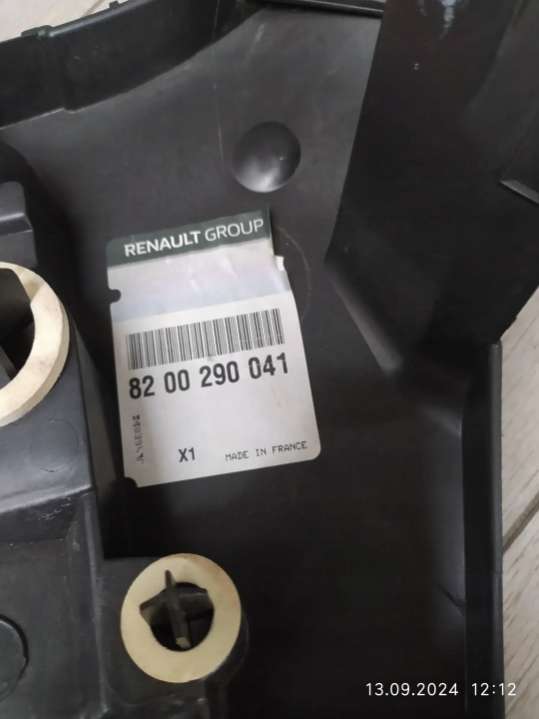 RENAULT GROUP
82 00 290 041
X1
MADE IN FRANCE
13.09.2024 12:12